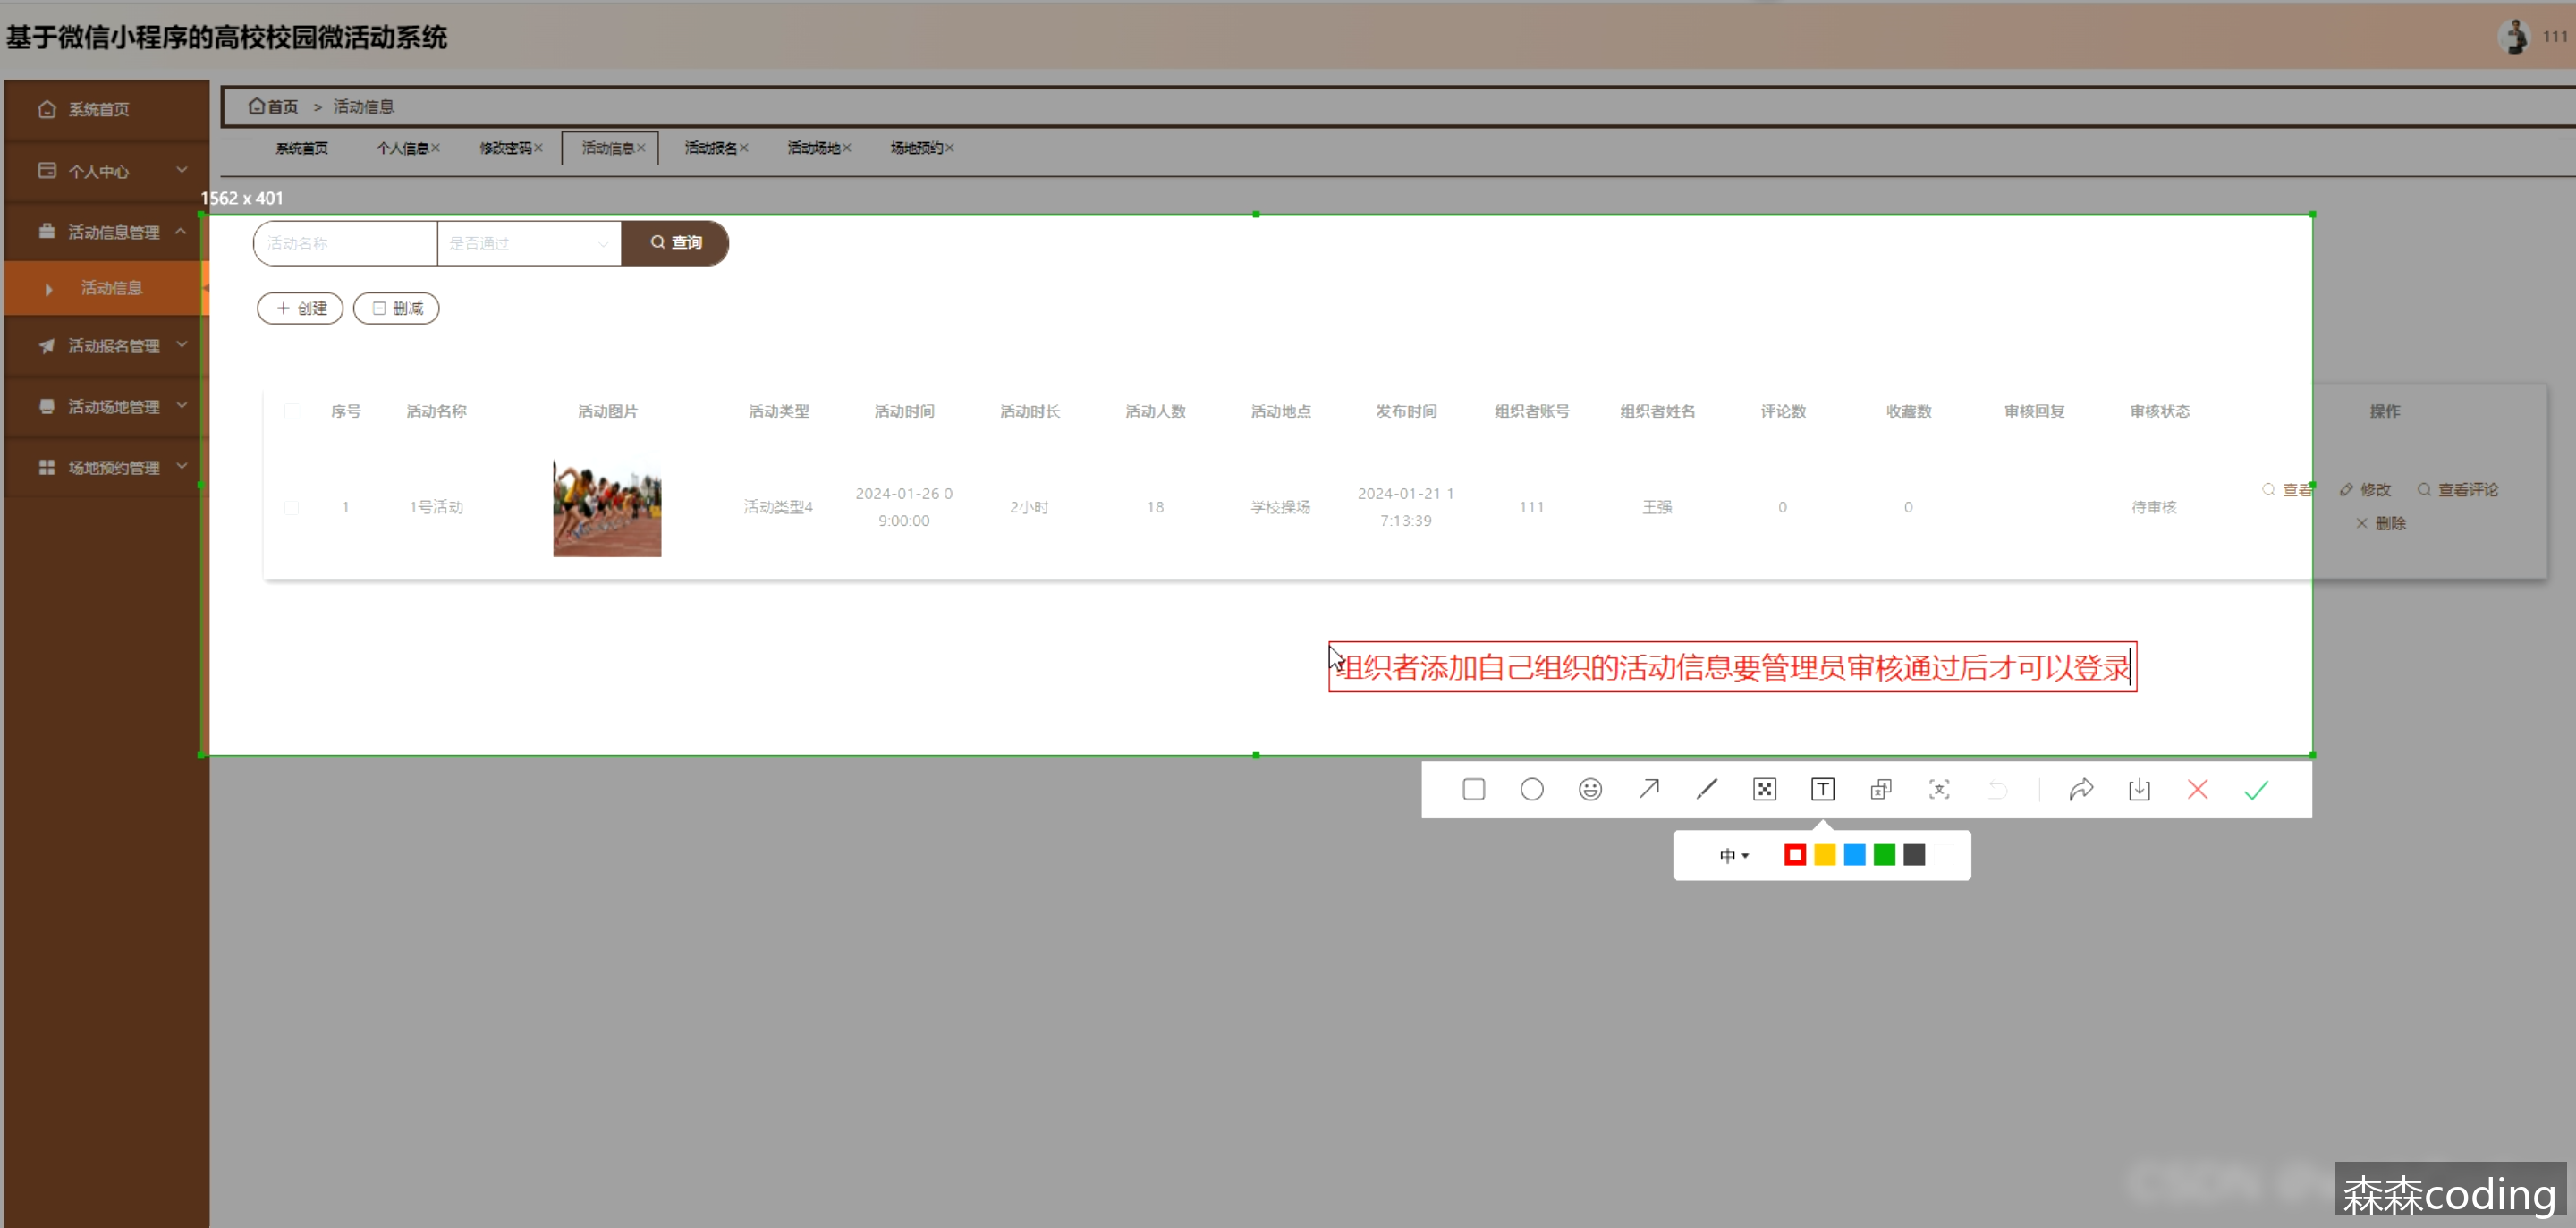 基于微信小程序的高校校园微活动系统
111
系统首页
个人中心
活动信息管理
活动信息
活动报名管理
活动场地管理
场地预约管理
首页 > 活动信息
系统首页 个人信息× 修改密码× 活动信息× 活动报名× 活动场地× 场地预约×
1562 x 401
活动名称 是否通过 查询
+ 创建 删减
序号 活动名称 活动图片 活动类型 活动时间 活动时长 活动人数 活动地点 发布时间 组织者账号 组织者姓名 评论数 收藏数 审核回复 审核状态 操作
1 1号活动 活动类型4 2024-01-26 0 2小时 18 学校操场 2024-01-21 1 111 王强 0 0 待审核 查看 修改 查看评论
9:00:00 7:13:39 × 删除
组织者添加自己组织的活动信息要管理员审核通过后才可以登录
中
森森coding